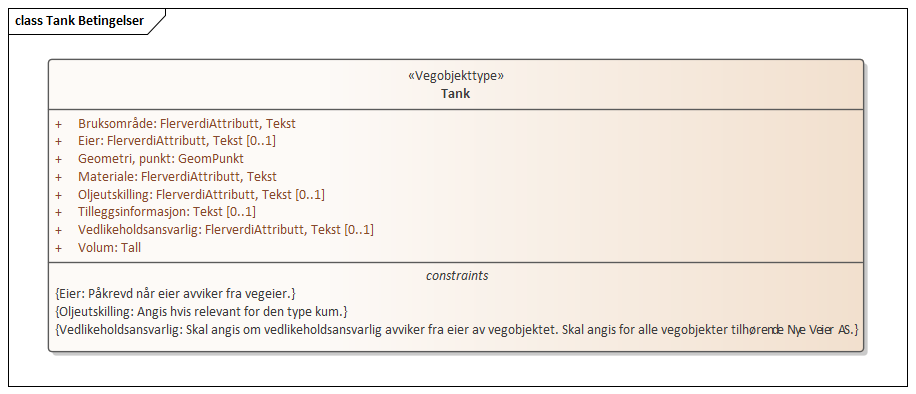 class Tank Betingelser
«Vegobjekttype»
Tank
+ Bruksområde: FlerverdiAttributt, Tekst
+ Eier: FlerverdiAttributt, Tekst [0..1]
+ Geometri, punkt: GeomPunkt
+ Materiale: FlerverdiAttributt, Tekst
+ Oljeutskilling: FlerverdiAttributt, Tekst [0..1]
+ Tilleggsinformasjon: Tekst [0..1]
+ Vedlikeholdsansvarlig: FlerverdiAttributt, Tekst [0..1]
+ Volum: Tall
constraints
{Eier: Påkrevd når eier avviker fra vegeier.}
{Oljeutskilling: Angis hvis relevant for den type kum.}
{Vedlikeholdsansvarlig: Skal angis om vedlikeholdsansvarlig avviker fra eier av vegobjektet. Skal angis for alle vegobjekter tilhørende Nye Veier AS.}